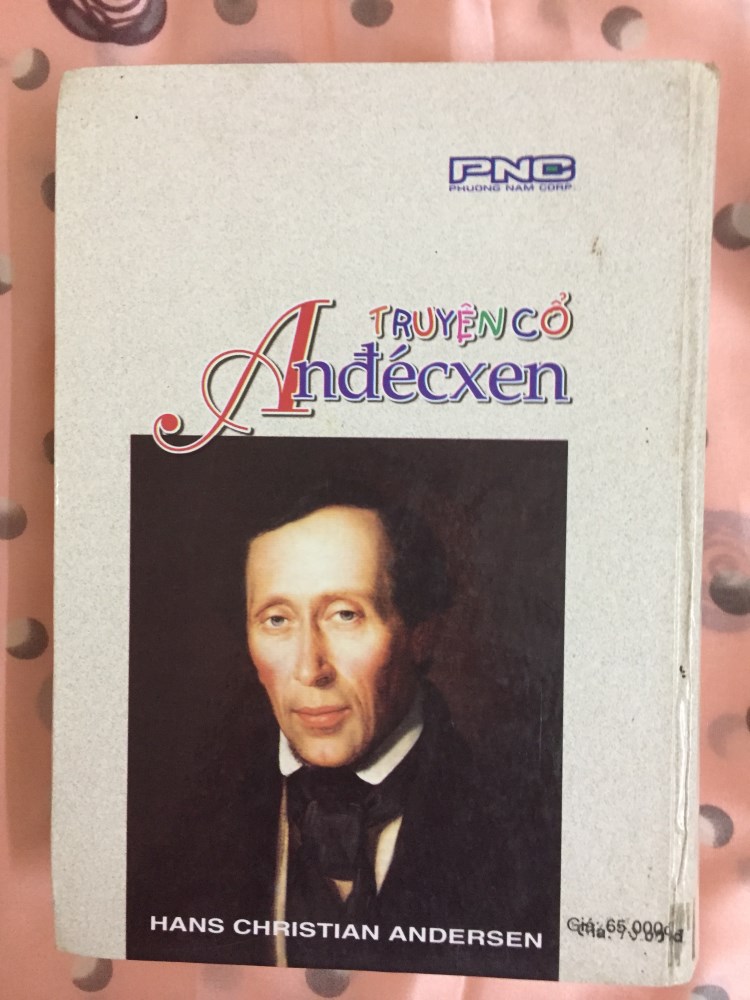 PNC
PHUONG NAM CORP.
TRUYỆN CỔ
Anđécxen
HANS CHRISTIAN ANDERSEN
Giá: 65.000đ